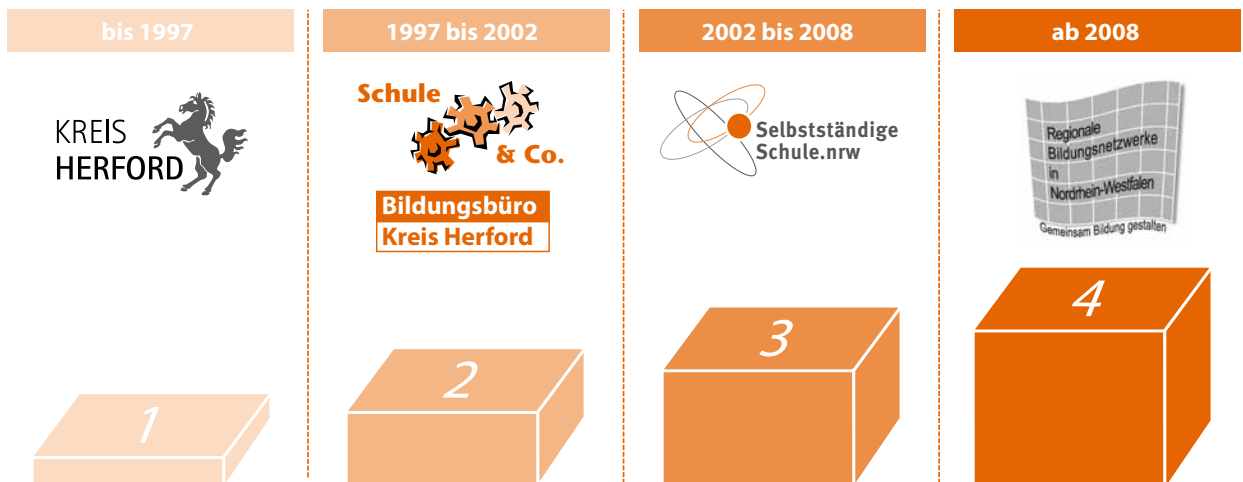 bis 1997
1997 bis 2002
2002 bis 2008
ab 2008
KREIS
HERFORD
Schule
& Co.
Bildungsbüro
Kreis Herford
Selbstständige
Schule.nrw
Regionale
Bildungsnetzwerke
in
Nordrhein-Westfalen
Gemeinsam Bildung gestalten
1
2
3
4